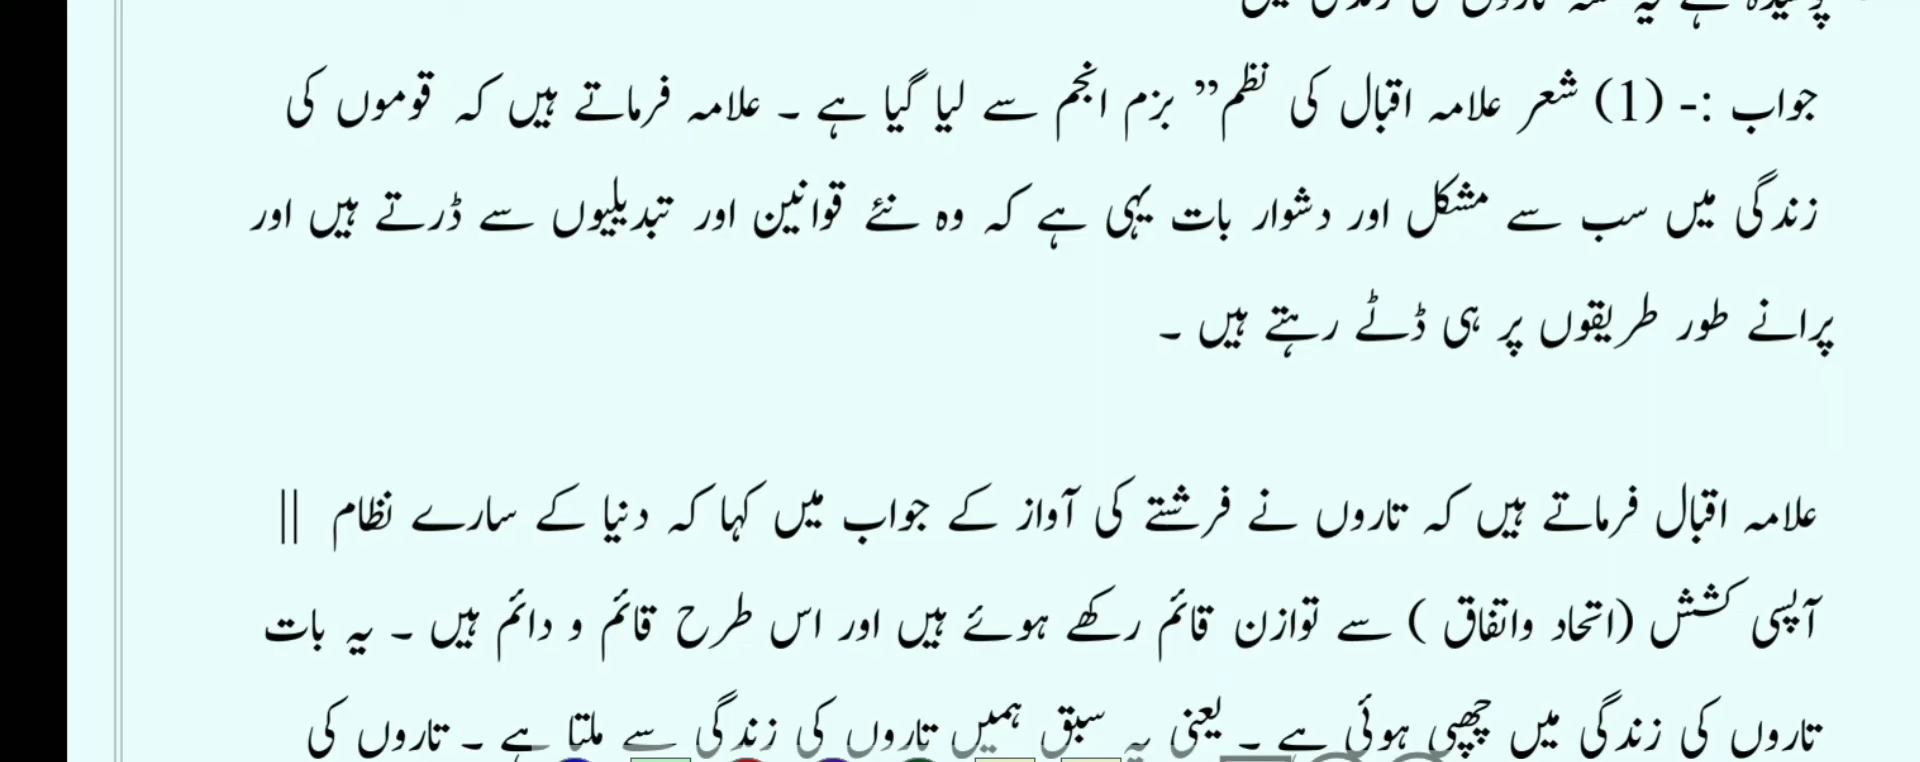 جواب :- (1) شعر علامہ اقبال کی نظم” بزم انجم سے لیا گیا ہے ۔ علامہ فرماتے ہیں کہ قوموں کی
زندگی میں سب سے مشکل اور دشوار بات یہی ہے کہ وہ نئے قوانین اور تبدیلیوں سے ڈرتے ہیں اور
پرانے طور طریقوں پر ہی ڈٹے رہتے ہیں ۔
علامہ اقبال فرماتے ہیں کہ تاروں نے فرشتے کی آواز کے جواب میں کہا کہ دنیا کے سارے نظام ||
آپسی کشش (اتحاد واتفاق ) سے توازن قائم رکھے ہوئے ہیں اور اس طرح قائم و دائم ہیں ۔ یہ بات
تاروں کی زندگی میں چھپی ہوئی ہے ۔ یعنی یہ سبق ہمیں تاروں کی زندگی سے ملتا ہے ۔ تاروں کی